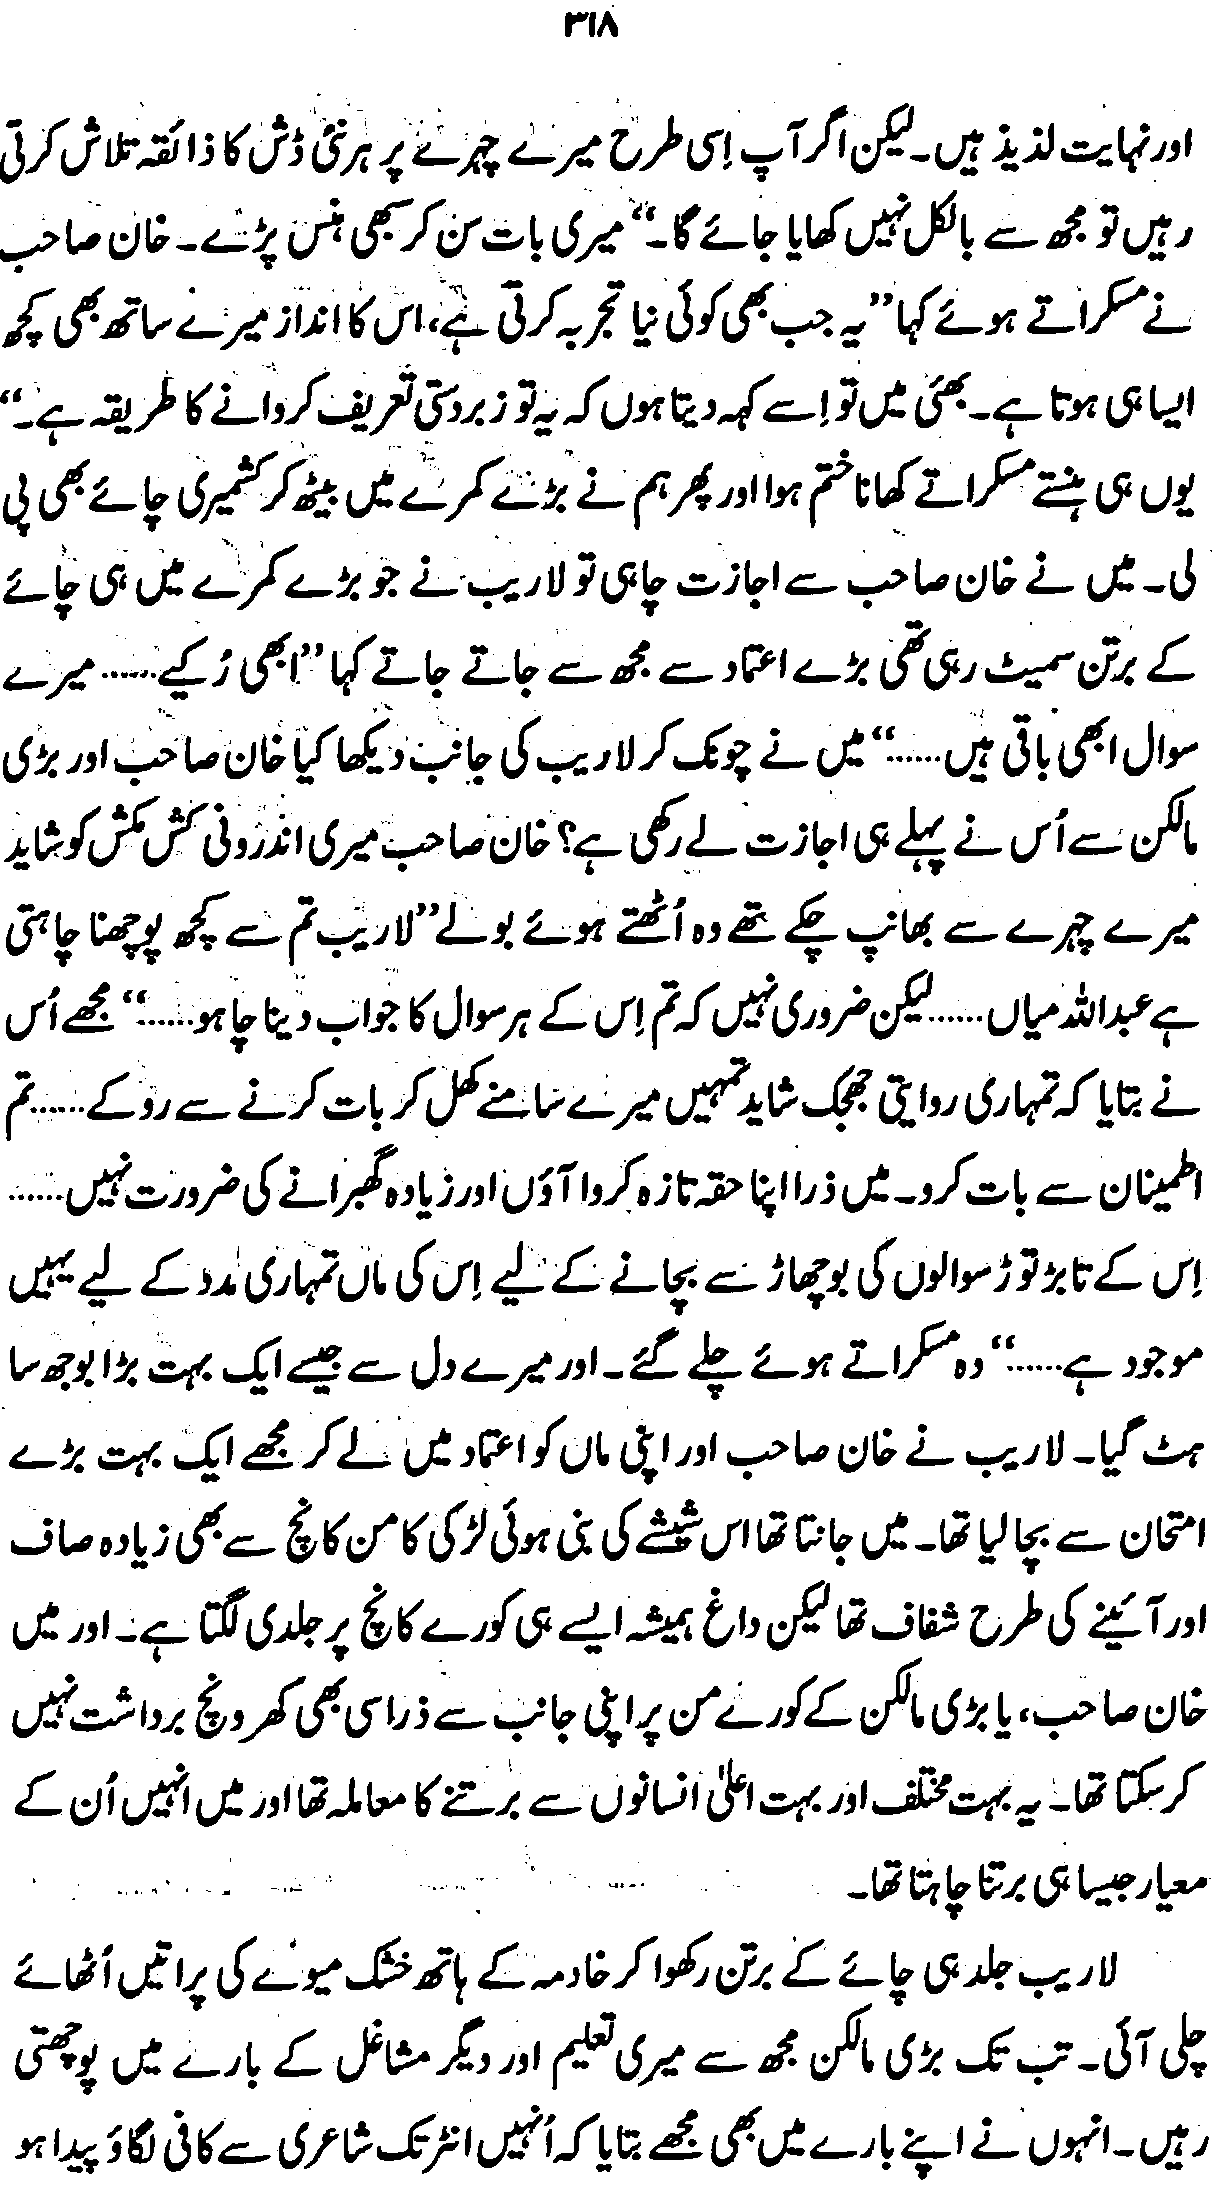 ۳۱۸
اور نہایت لذیذ ہیں۔ لیکن اگر آپ اِسی طرح میرے چہرے پر ہر نئی ڈش کا ذائقہ تلاش کرتی
رہیں تو مجھ سے بالکل نہیں کھایا جائے گا۔“ میری بات سن کر سبھی ہنس پڑے۔ خان صاحب
نے مسکراتے ہوئے کہا ”یہ جب بھی کوئی نیا تجربہ کرتی ہے، اس کا انداز میرے ساتھ بھی کچھ
ایسا ہی ہوتا ہے۔ بھئی میں تو اِسے کہہ دیتا ہوں کہ یہ تو زبردستی تعریف کروانے کا طریقہ ہے۔“
یوں ہی ہنستے مسکراتے کھانا ختم ہوا اور پھر ہم نے بڑے کمرے میں بیٹھ کر کشمیری چائے بھی پی
لی۔ میں نے خان صاحب سے اجازت چاہی تو لاریب نے جو بڑے کمرے میں ہی چائے
کے برتن سمیٹ رہی تھی بڑے اعتماد سے مجھ سے جاتے جاتے کہا ”ابھی رُکیے...... میرے
سوال ابھی باقی ہیں......“ میں نے چونک کر لاریب کی جانب دیکھا کیا خان صاحب اور بڑی
مالکن سے اُس نے پہلے ہی اجازت لے رکھی ہے؟ خان صاحب میری اندرونی کش مکش کو شاید
میرے چہرے سے بھانپ چکے تھے وہ اُٹھتے ہوئے بولے ”لاریب تم سے کچھ پوچھنا چاہتی
ہے عبداللہ میاں...... لیکن ضروری نہیں کہ تم اِس کے ہر سوال کا جواب دینا چاہو......“ مجھے اُس
نے بتایا کہ تمہاری روایتی جھجک شاید تمہیں میرے سامنے کھل کر بات کرنے سے روکے...... تم
اطمینان سے بات کرو۔ میں ذرا اپنا حقہ تازہ کروا آؤں اور زیادہ گھبرانے کی ضرورت نہیں......
اِس کے تابڑ توڑ سوالوں کی بوچھاڑ سے بچانے کے لیے اِس کی ماں تمہاری مدد کے لیے یہیں
موجود ہے......“ وہ مسکراتے ہوئے چلے گئے۔ اور میرے دل سے جیسے ایک بہت بڑا بوجھ سا
ہٹ گیا۔ لاریب نے خان صاحب اور اپنی ماں کو اعتماد میں لے کر مجھے ایک بہت بڑے
امتحان سے بچا لیا تھا۔ میں جانتا تھا اس شیشے کی بنی ہوئی لڑکی کا من کانچ سے بھی زیادہ صاف
اور آئینے کی طرح شفاف تھا لیکن داغ ہمیشہ ایسے ہی کورے کانچ پر جلدی لگتا ہے۔ اور میں
خان صاحب، یا بڑی مالکن کے کورے من پر اپنی جانب سے ذرا سی بھی کھرونچ برداشت نہیں
کر سکتا تھا۔ یہ بہت مختلف اور بہت اعلیٰ انسانوں سے برتنے کا معاملہ تھا اور میں انہیں اُن کے
معیار جیسا ہی برتنا چاہتا تھا۔
لاریب جلد ہی چائے کے برتن رکھوا کر خادمہ کے ہاتھ خشک میوے کی پراتیں اُٹھائے
چلی آئی۔ تب تک بڑی مالکن مجھ سے میری تعلیم اور دیگر مشاغل کے بارے میں پوچھتی
رہیں۔ انہوں نے اپنے بارے میں بھی مجھے بتایا کہ اُنہیں انٹر تک شاعری سے کافی لگاؤ پیدا ہو